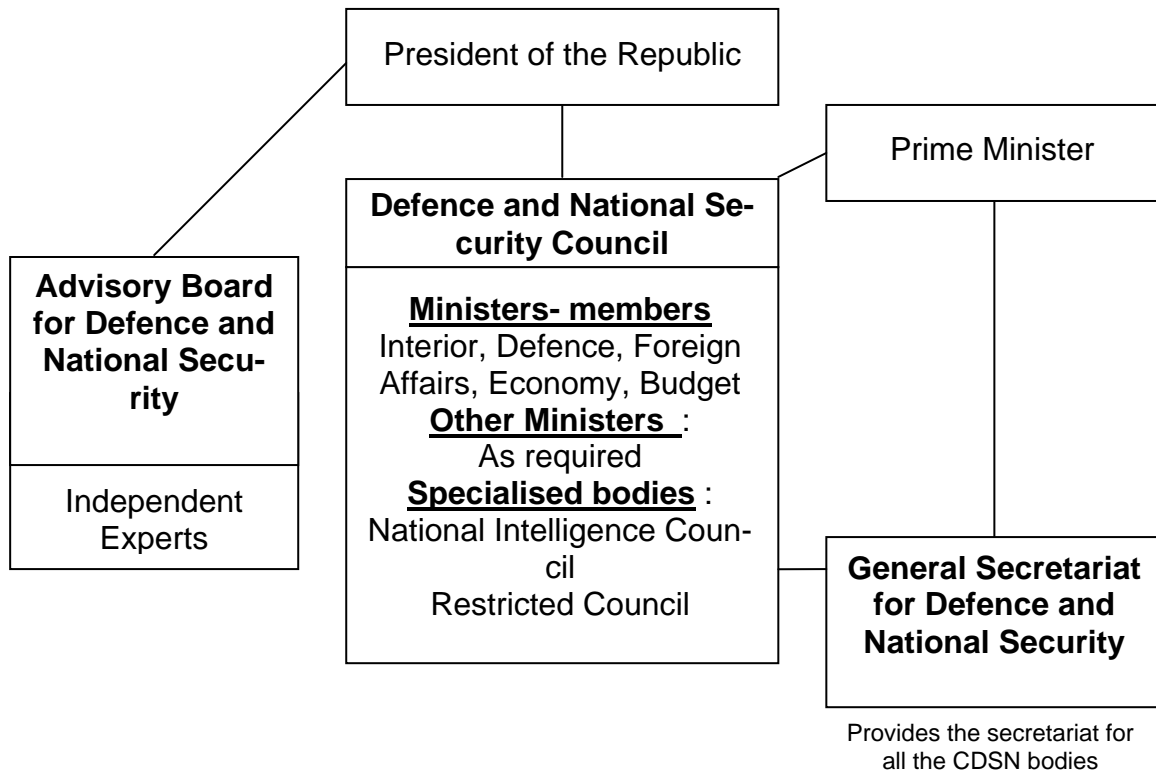 President of the Republic
Prime Minister
Defence and National Se-
curity Council
Advisory Board
for Defence and
National Secu-
rity
Independent
Experts
Ministers- members
Interior, Defence, Foreign
Affairs, Economy, Budget
Other Ministers :
As required
Specialised bodies :
National Intelligence Coun-
cil
Restricted Council
General Secretariat
for Defence and
National Security
Provides the secretariat for
all the CDSN bodies